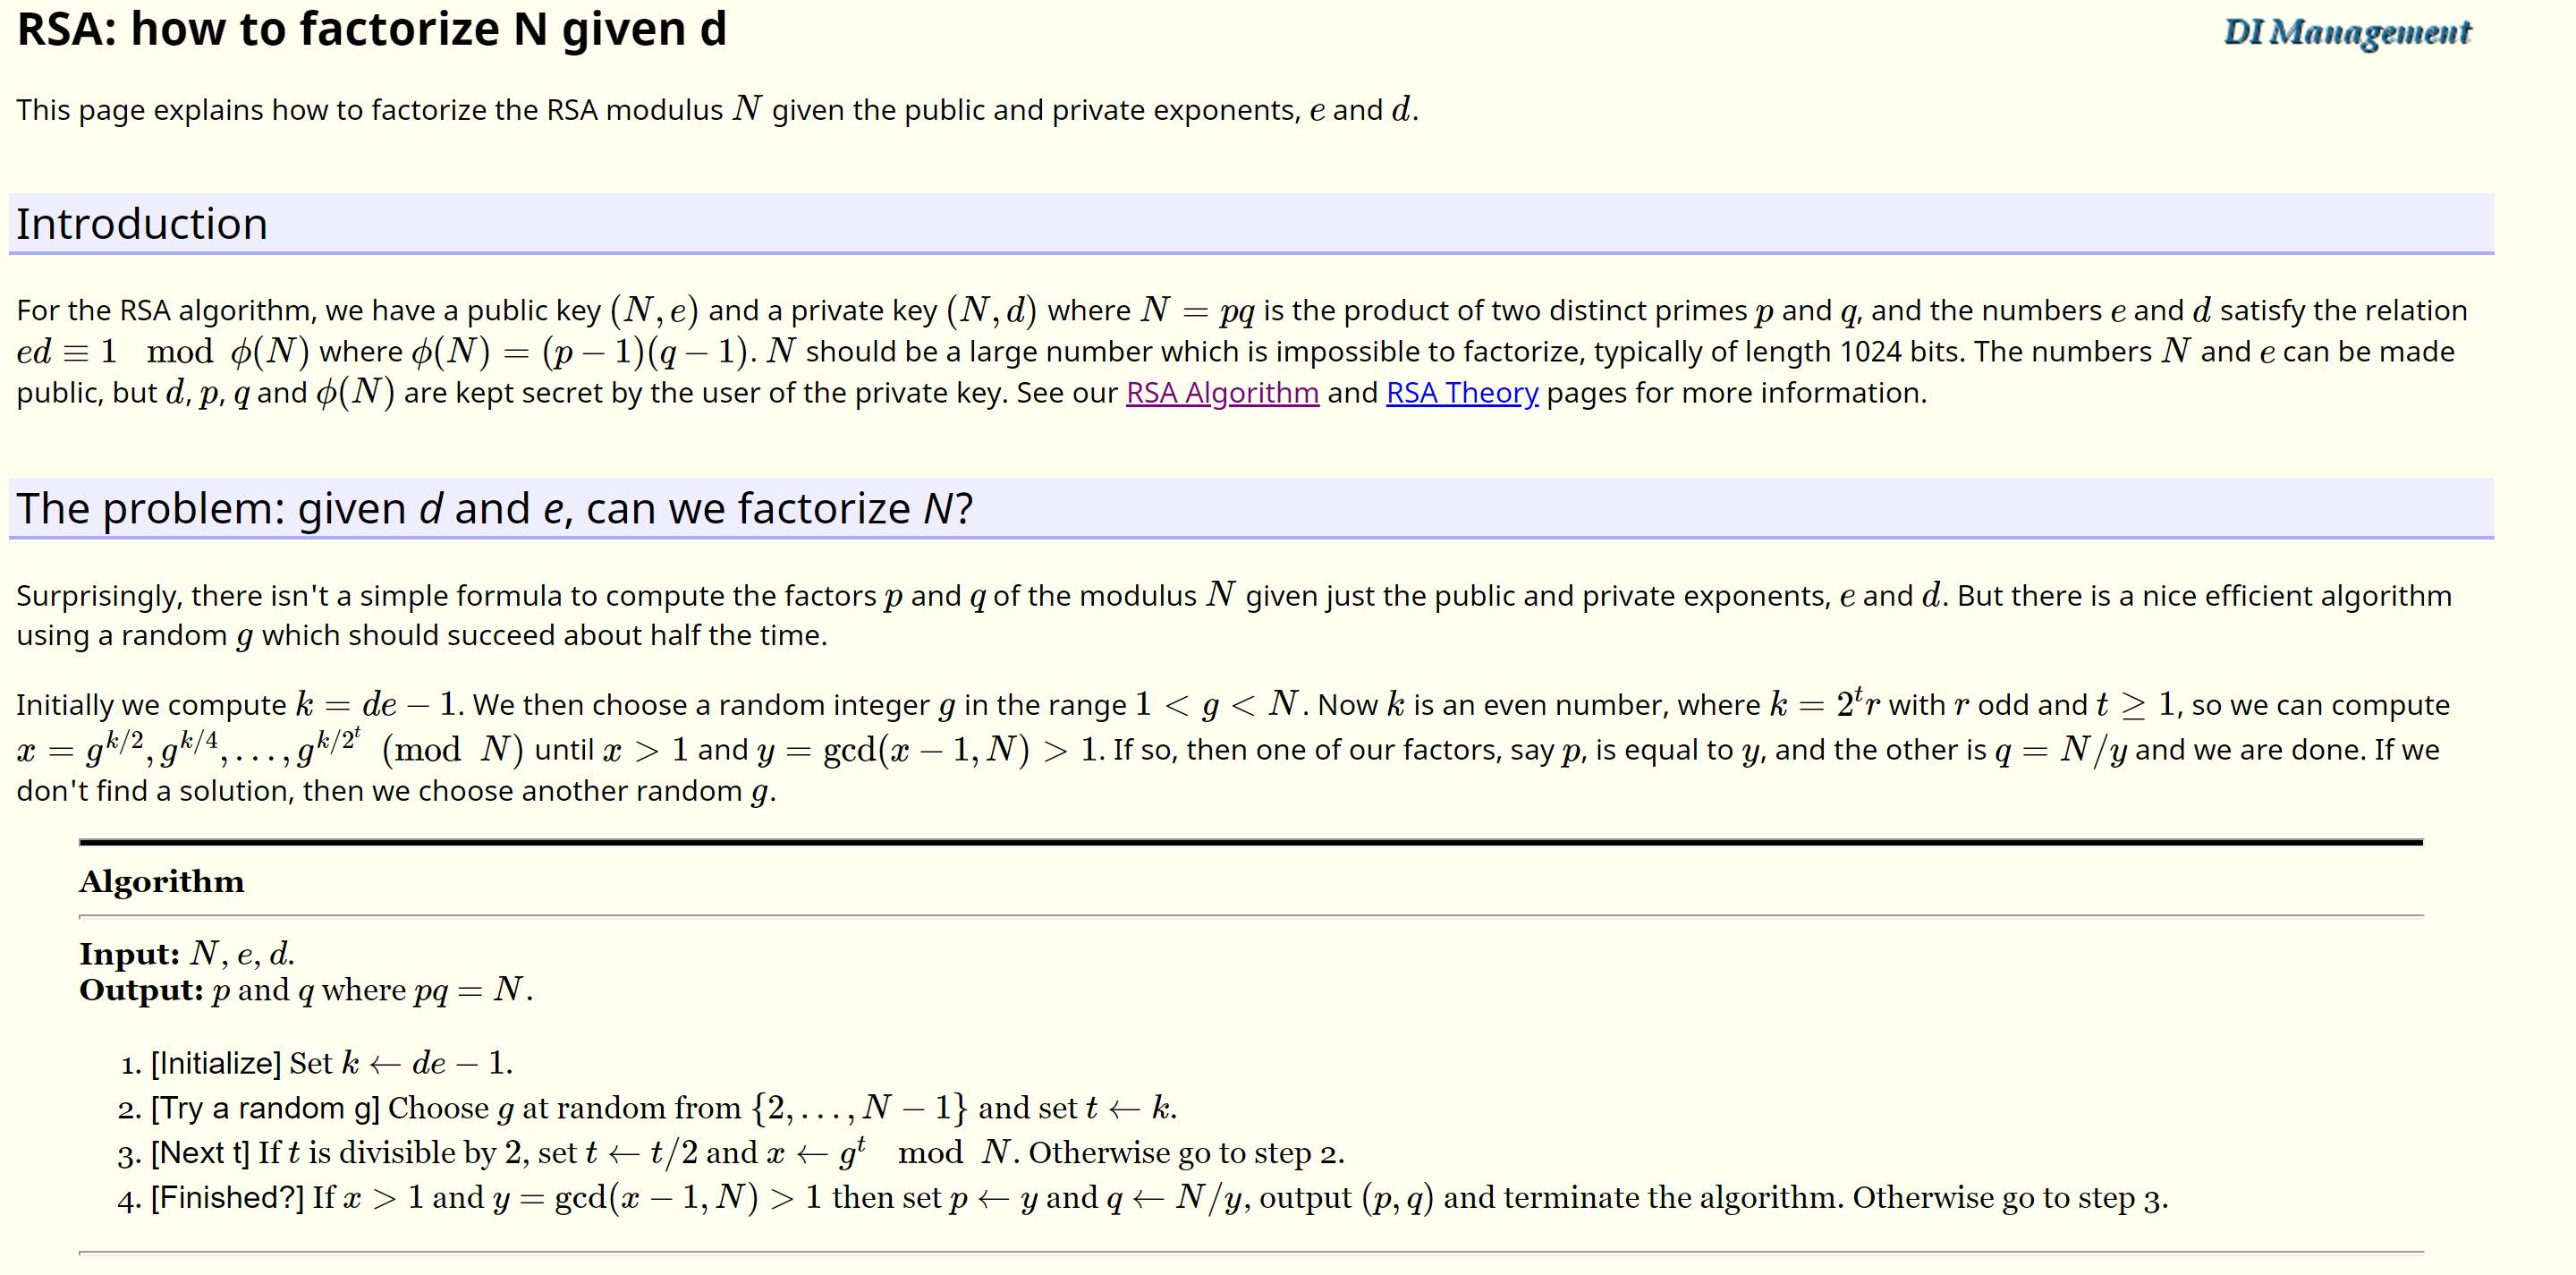 RSA: how to factorize N given d
DI Management
This page explains how to factorize the RSA modulus N given the public and private exponents, e and d.
Introduction
For the RSA algorithm, we have a public key (N, e) and a private key (N, d) where N = pq is the product of two distinct primes p and q, and the numbers e and d satisfy the relation
ed ≡ 1 mod ϕ(N) where ϕ(N) = (p − 1)(q − 1). N should be a large number which is impossible to factorize, typically of length 1024 bits. The numbers N and e can be made
public, but d, p, q and ϕ(N) are kept secret by the user of the private key. See our RSA Algorithm and RSA Theory pages for more information.
The problem: given d and e, can we factorize N?
Surprisingly, there isn't a simple formula to compute the factors p and q of the modulus N given just the public and private exponents, e and d. But there is a nice efficient algorithm
using a random g which should succeed about half the time.
Initially we compute k = de − 1. We then choose a random integer g in the range 1 < g < N. Now k is an even number, where k = 2^t r with r odd and t ≥ 1, so we can compute
x = g^{k/2}, g^{k/4}, . . . , g^{k/2^t} (mod N) until x > 1 and y = gcd(x − 1, N) > 1. If so, then one of our factors, say p, is equal to y, and the other is q = N/y and we are done. If we
don't find a solution, then we choose another random g.
Algorithm
Input: N, e, d.
Output: p and q where pq = N.
1. [Initialize] Set k ← de − 1.
2. [Try a random g] Choose g at random from {2, . . . , N − 1} and set t ← k.
3. [Next t] If t is divisible by 2, set t ← t/2 and x ← g^t mod N. Otherwise go to step 2.
4. [Finished?] If x > 1 and y = gcd(x − 1, N) > 1 then set p ← y and q ← N/y, output (p, q) and terminate the algorithm. Otherwise go to step 3.